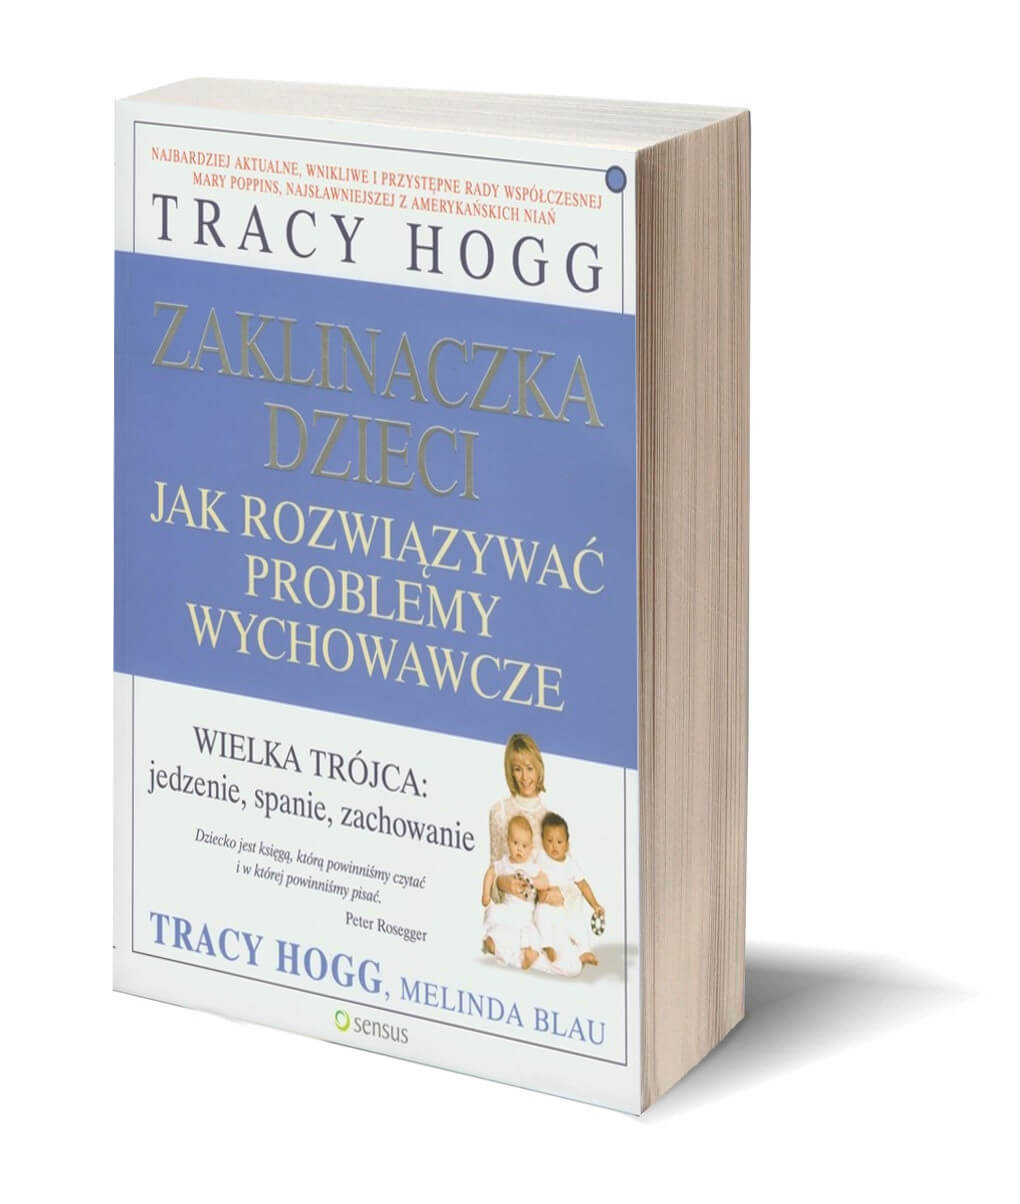 NAJBARDZIEJ AKTUALNE, WNIKLIWE I PRZYSTĘPNE RADY WSPÓŁCZESNEJ
MARY POPPINS, NAJSŁAWNIEJSZEJ Z AMERYKAŃSKICH NIAŃ
TRACY HOGG
ZAKLINACZKA
DZIECI
JAK ROZWIĄZYWAĆ
PROBLEMY
WYCHOWAWCZE
WIELKA TRÓJCA:
jedzenie, spanie, zachowanie
Dziecko jest księgą, którą powinniśmy czytać
i w której powinniśmy pisać.
Peter Rosegger
TRACY HOGG, MELINDA BLAU
sensus